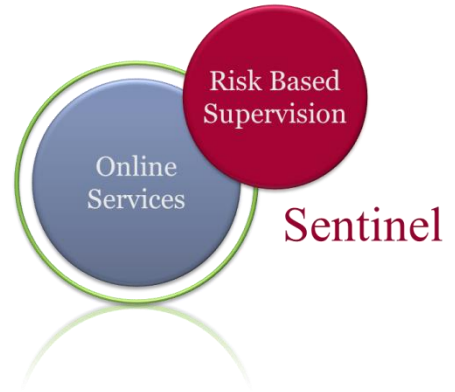 Risk Based
Supervision
Online
Services
Sentinel